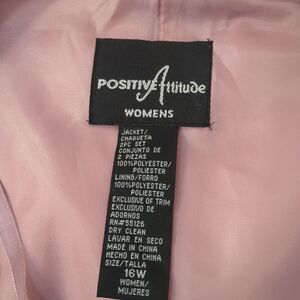 POSITIVE Attitude
WOMENS
JACKET/
CHAQUETA
2PC SET
CONJUNTO DE
2 PIEZAS
100%POLYESTER/
POLIESTER
LINING/FORRO
100%POLYESTER/
POLIESTER
EXCLUSIVE OF TRIM
EXCLUSIVO DE
ADORNOS
RN#55126
DRY CLEAN
LAVAR EN SECO
MADE IN CHINA
HECHO EN CHINA
SIZE/TALLA
16W
WOMEN/
MUJERES